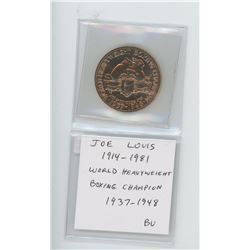 JOE LOUIS
1914-1981
WORLD HEAVYWEIGHT
BOXING CHAMPION
1937-1948
BU